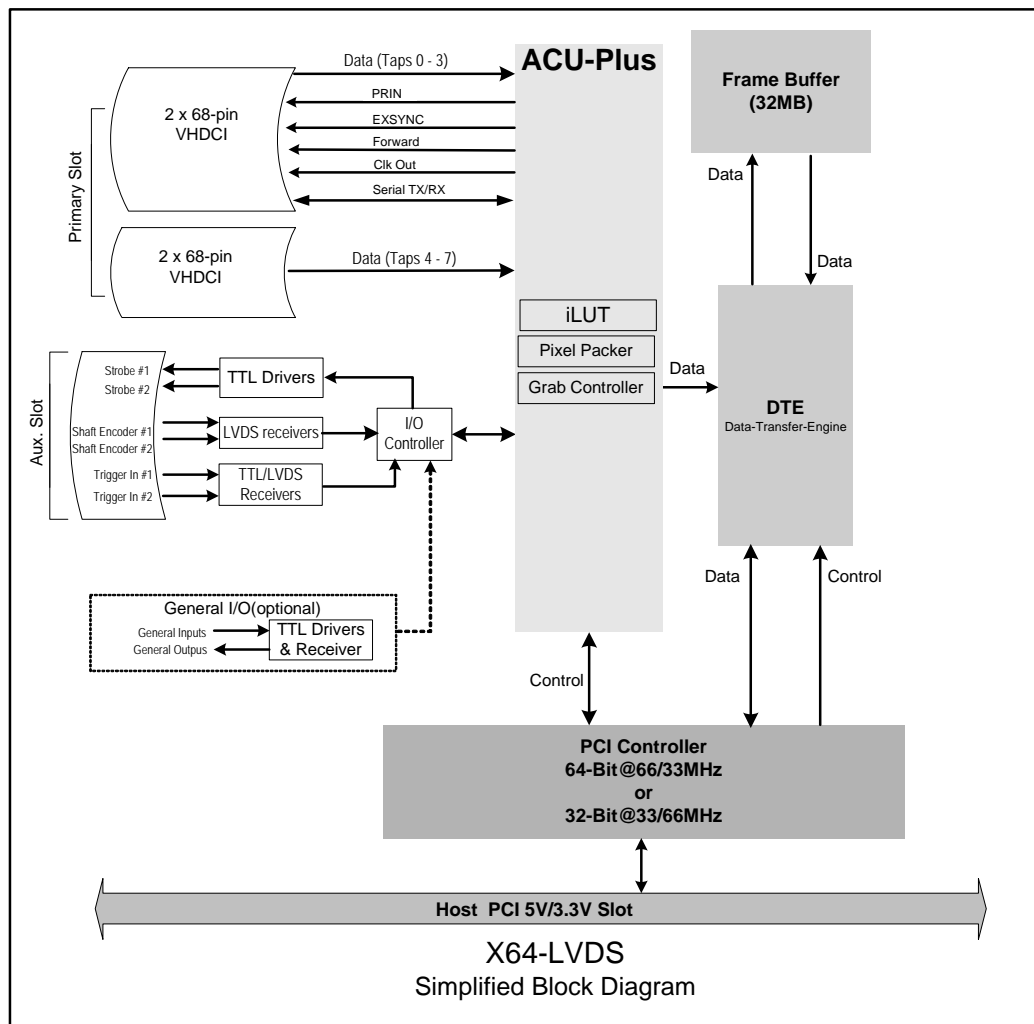 Data (Taps 0 - 3)
ACU-Plus
PRIN
2 x 68-pin
VHDCI
EXSYNC
Forward
Clk Out
Serial TX/RX
Primary Slot
2 x 68-pin
VHDCI
Data (Taps 4 - 7)
Frame Buffer
(32MB)
Data
Data
iLUT
Pixel Packer
Grab Controller
Data
DTE
Data-Transfer-Engine
Aux. Slot
Strobe #1
Strobe #2
TTL Drivers
Shaft Encoder #1
Shaft Encoder #2
LVDS receivers
I/O
Controller
Trigger In #1
Trigger In #2
TTL/LVDS
Receivers
Data
Control
General I/O(optional)
General Inputs
General Outpus
TTL Drivers
& Receiver
Control
PCI Controller
64-Bit@66/33MHz
or
32-Bit@33/66MHz
Host PCI 5V/3.3V Slot
X64-LVDS
Simplified Block Diagram